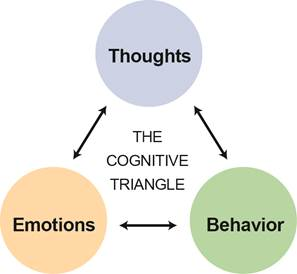 Thoughts
THE
COGNITIVE
TRIANGLE
Emotions
Behavior